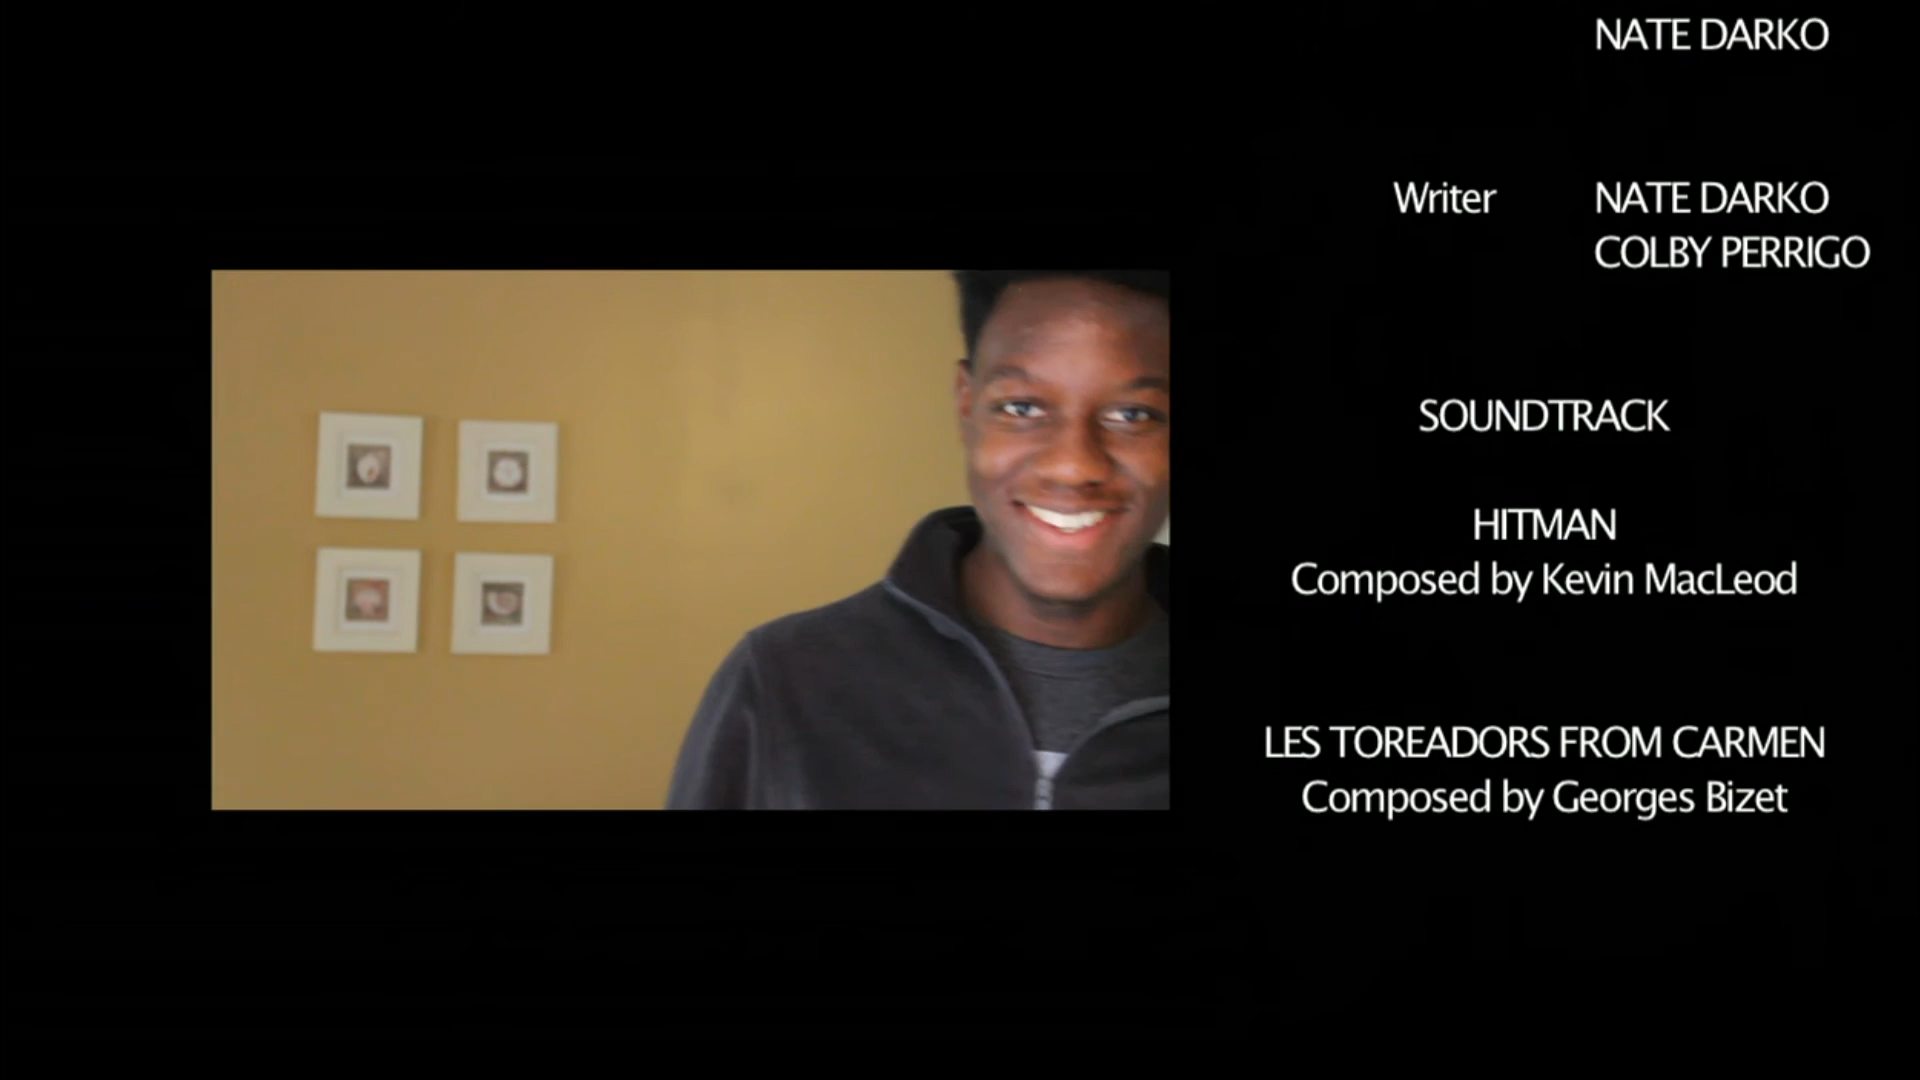 NATE DARKO
Writer NATE DARKO
COLBY PERRIGO
SOUNDTRACK
HITMAN
Composed by Kevin MacLeod
LES TOREADORS FROM CARMEN
Composed by Georges Bizet